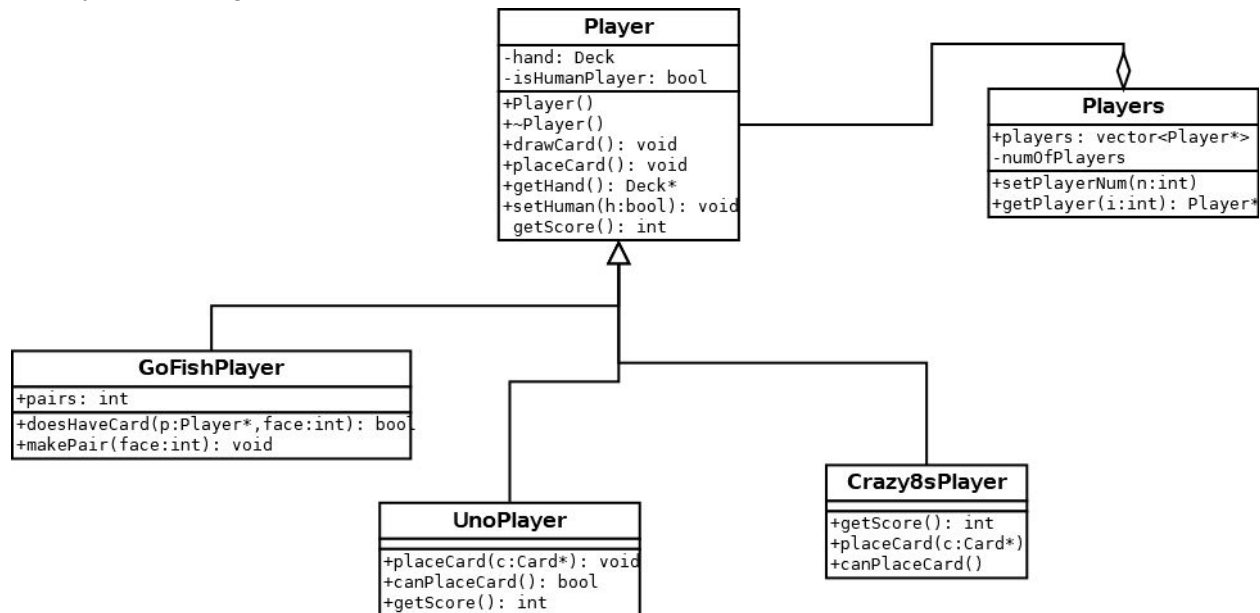 Player
-hand: Deck
-isHumanPlayer: bool
+Player()
+~Player()
+drawCard(): void
+placeCard(): void
+getHand(): Deck*
+setHuman(h:bool): void
getScore(): int
Players
+players: vector<Player*>
-numOfPlayers
+setPlayerNum(n:int)
+getPlayer(i:int): Player*
GoFishPlayer
+pairs: int
+doesHaveCard(p:Player*,face:int): bool
+makePair(face:int): void
UnoPlayer
+placeCard(c:Card*): void
+canPlaceCard(): bool
+getScore(): int
Crazy8sPlayer
+getScore(): int
+placeCard(c:Card*)
+canPlaceCard()